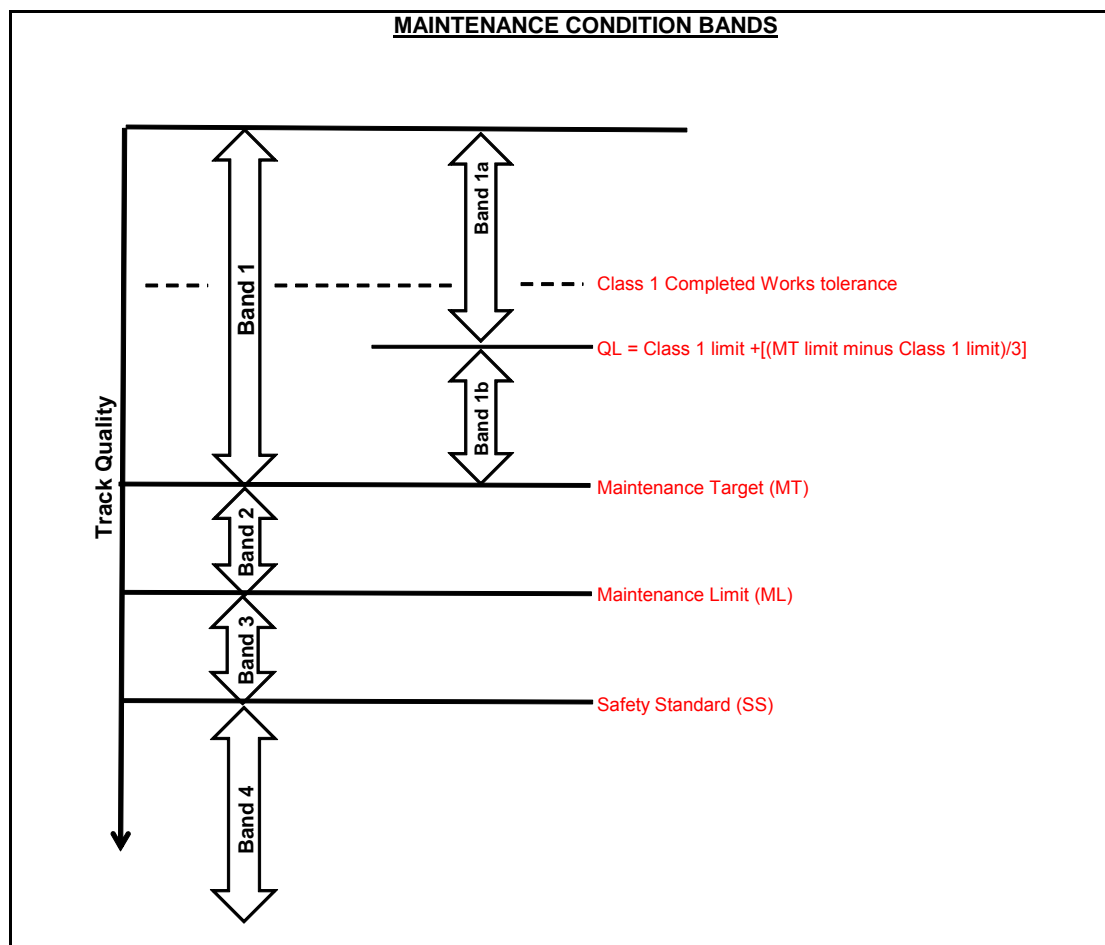 MAINTENANCE CONDITION BANDS
Band 1a
Band 1
Class 1 Completed Works tolerance
QL = Class 1 limit +[(MT limit minus Class 1 limit)/3]
Band 1b
Track Quality
Maintenance Target (MT)
Band 2
Maintenance Limit (ML)
Band 3
Safety Standard (SS)
Band 4